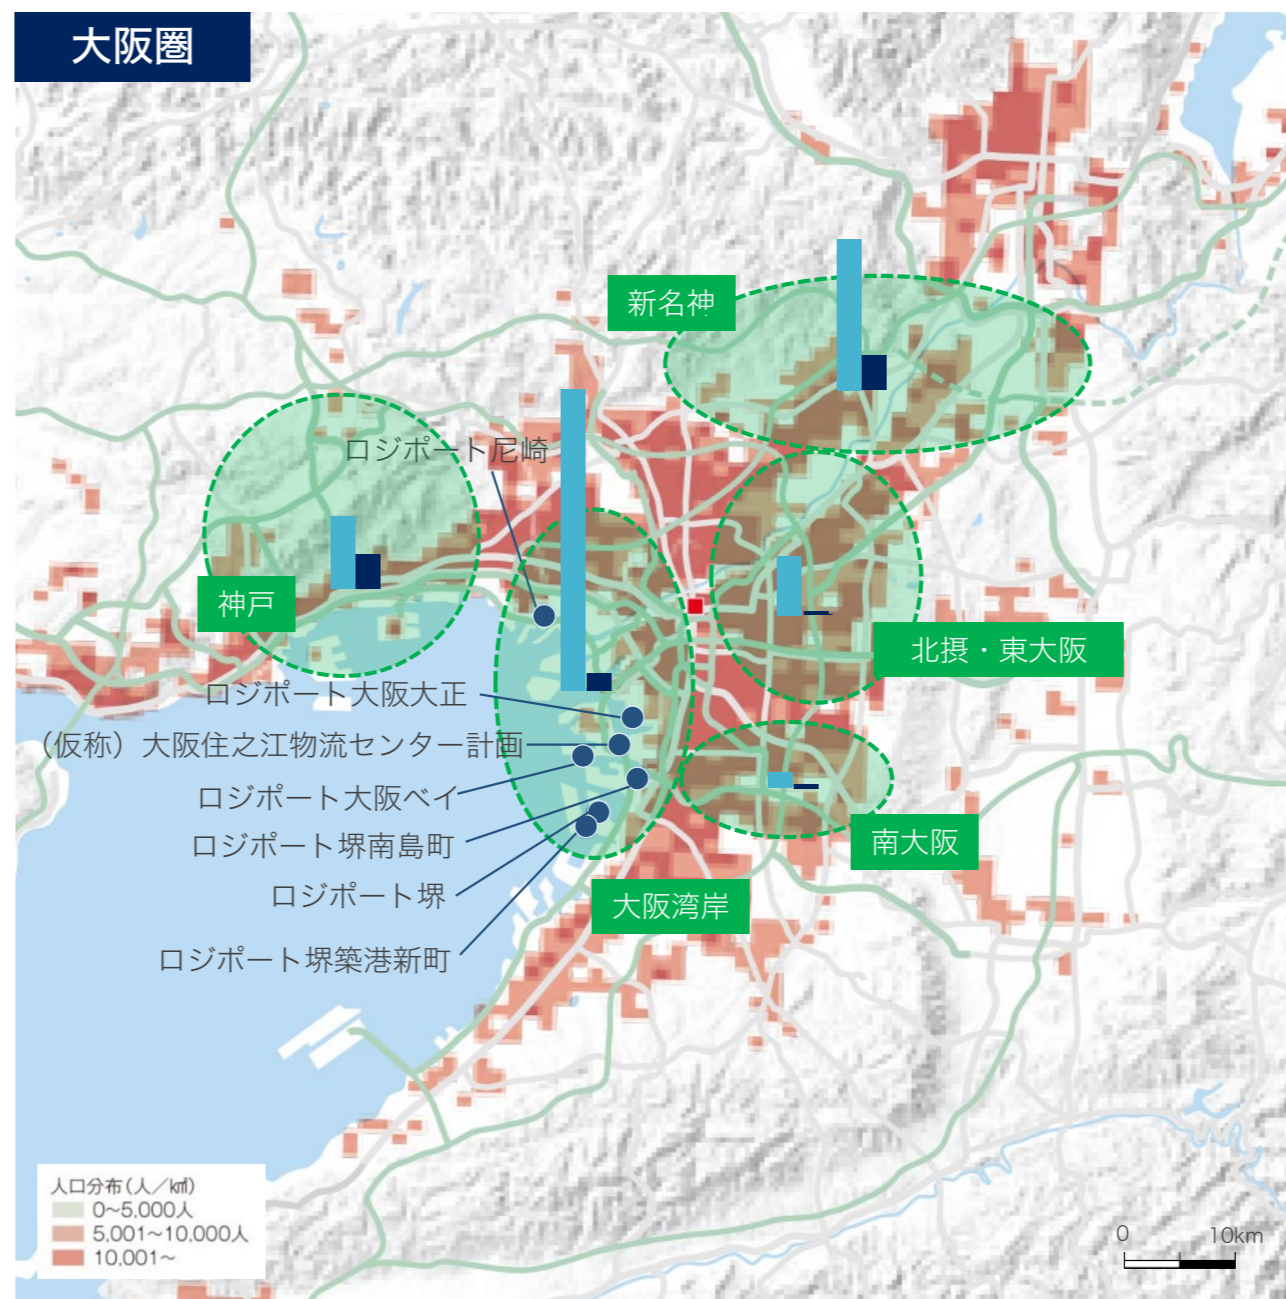 大阪圏
新名神
ロジポート尼崎
神戸
北摂・東大阪
ロジポート大阪大正
（仮称）大阪住之江物流センター計画
ロジポート大阪ベイ
ロジポート堺南島町
南大阪
ロジポート堺
大阪湾岸
ロジポート堺築港新町
人口分布(人／㎢)
0〜5,000人
5,001〜10,000人
10,001〜
0 10km